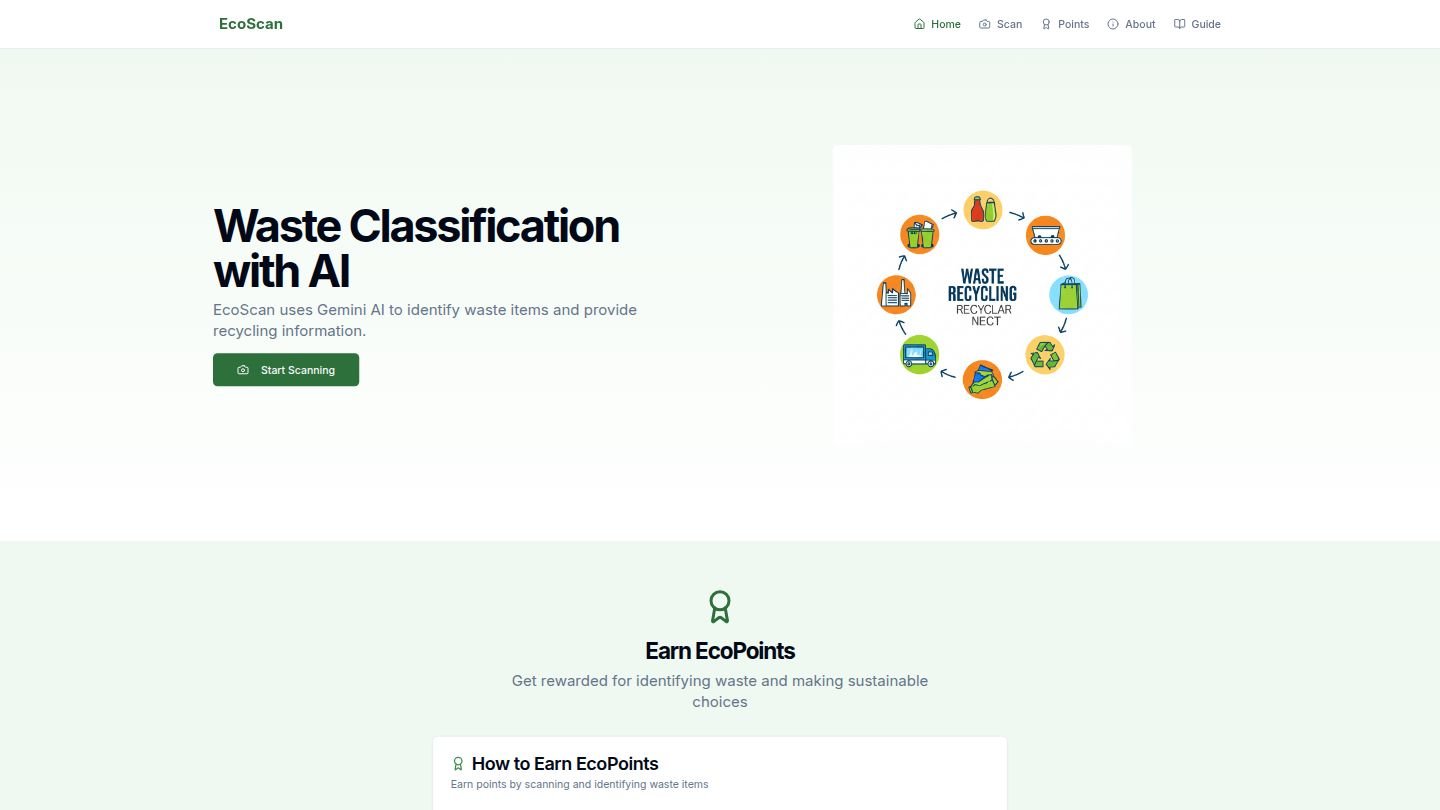 EcoScan
Home
Scan
Points
About
Guide
Waste Classification
with AI
EcoScan uses Gemini AI to identify waste items and provide
recycling information.
Start Scanning
WASTE
RECYCLING
RECYCLAR
NECT
Earn EcoPoints
Get rewarded for identifying waste and making sustainable
choices
How to Earn EcoPoints
Earn points by scanning and identifying waste items